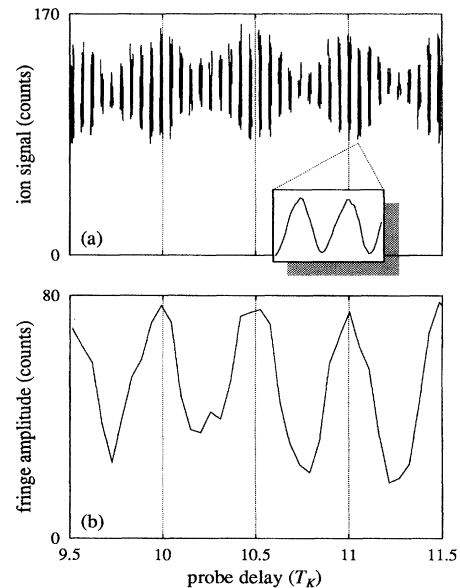 170
ion signal (counts)
(a)
0
80
fringe amplitude (counts)
(b)
0
9.5 10 10.5 11 11.5
probe delay (T_K)